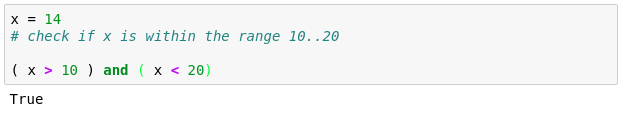 x = 14
# check if x is within the range 10..20
( x > 10 ) and ( x < 20)
True